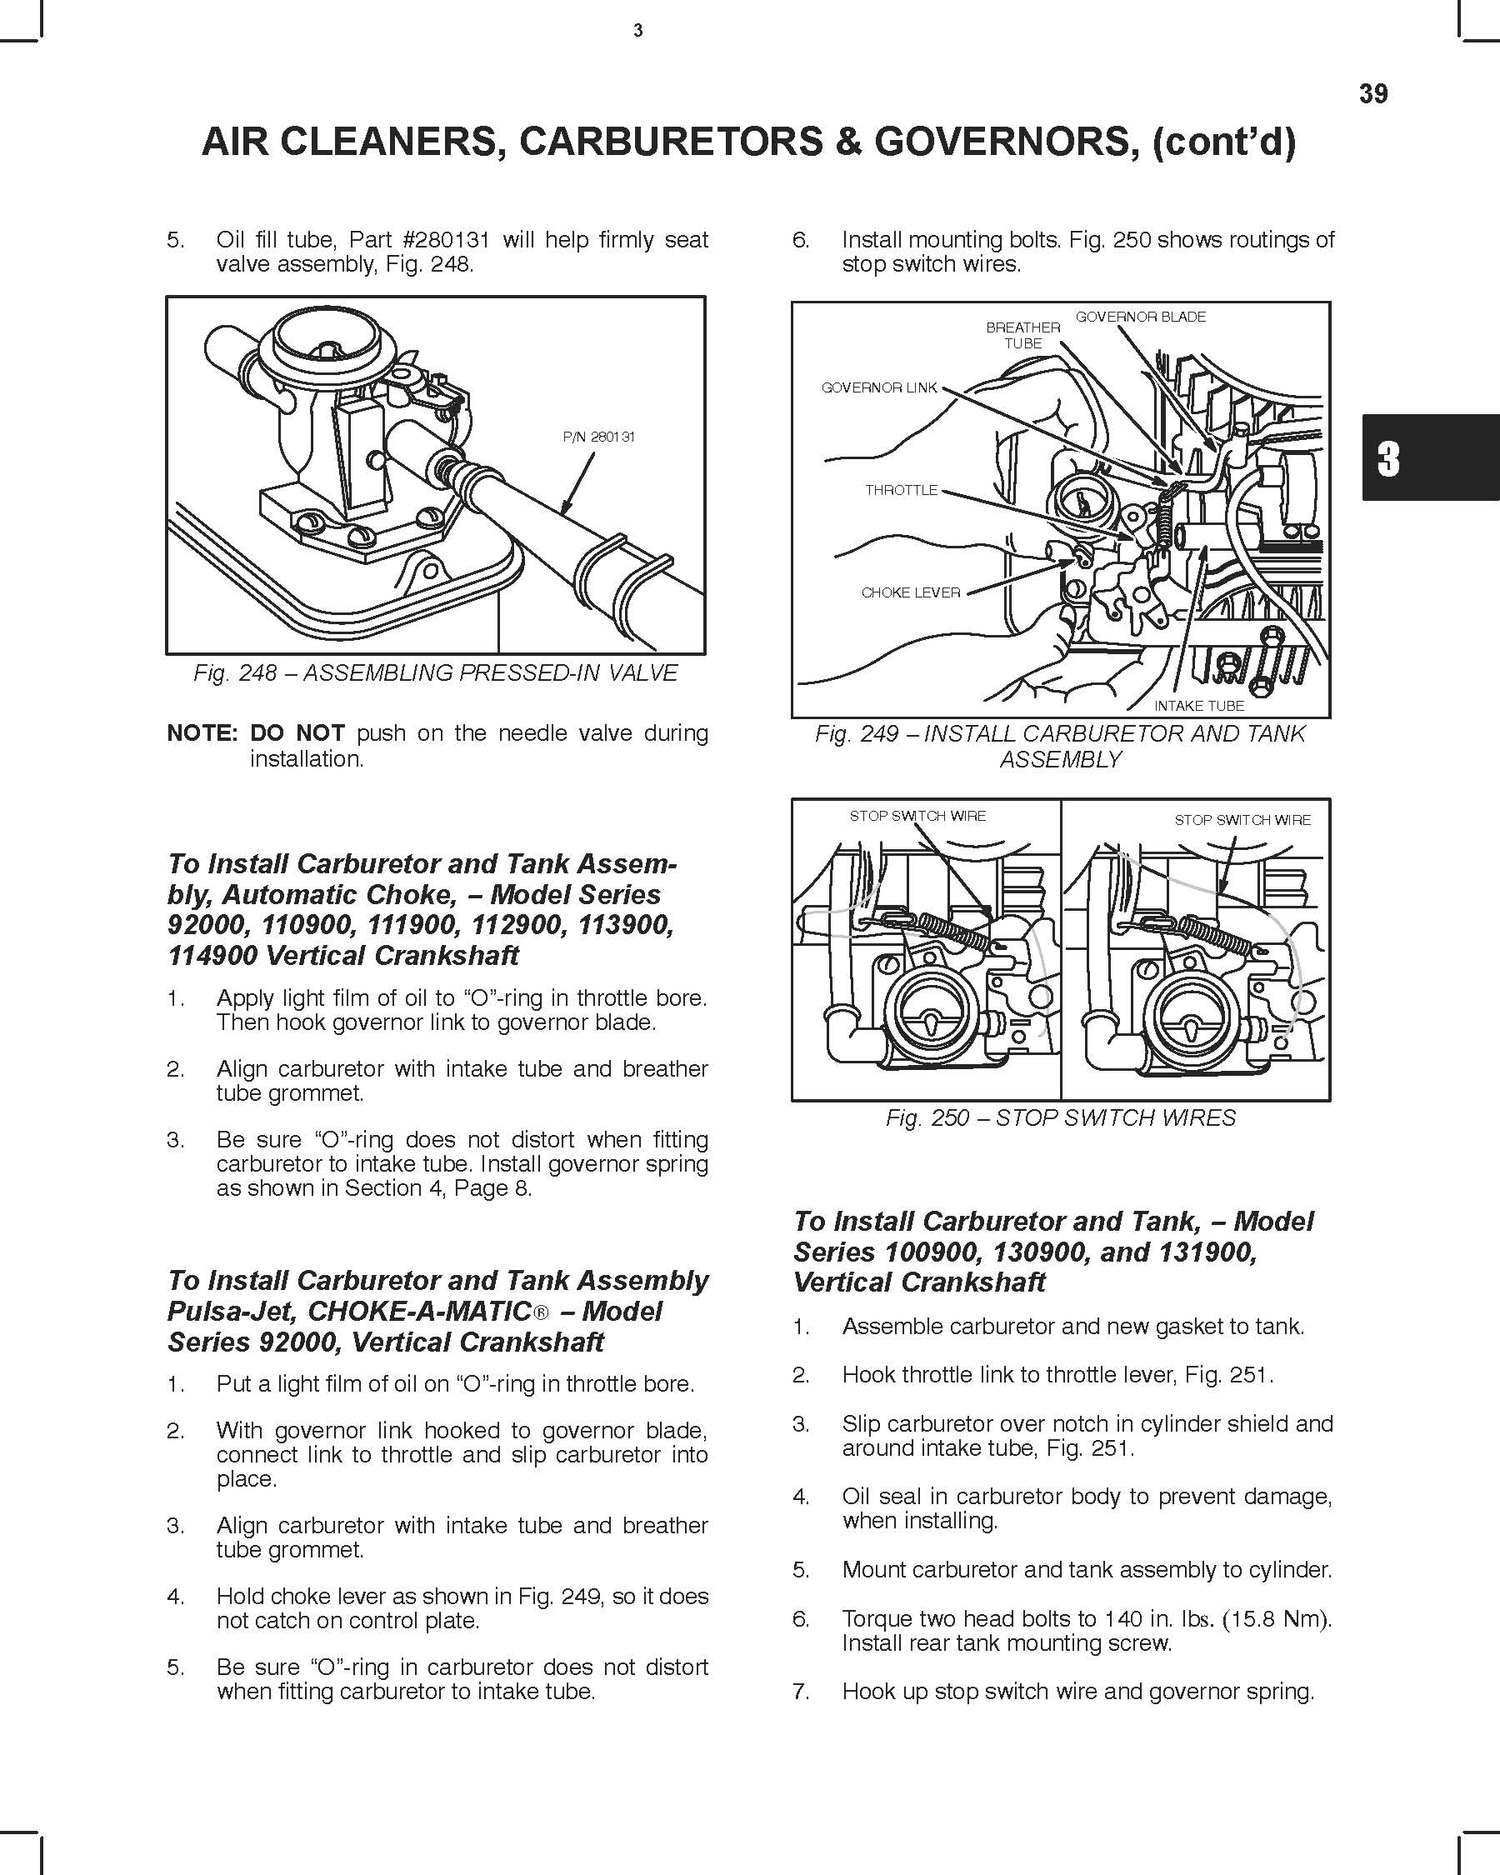 3
39
AIR CLEANERS, CARBURETORS & GOVERNORS, (cont’d)
5. Oil fill tube, Part #280131 will help firmly seat
valve assembly, Fig. 248.
P/N 280131
Fig. 248 – ASSEMBLING PRESSED-IN VALVE
NOTE: DO NOT push on the needle valve during
installation.
To Install Carburetor and Tank Assem-
bly, Automatic Choke, – Model Series
92000, 110900, 111900, 112900, 113900,
114900 Vertical Crankshaft
1. Apply light film of oil to “O”-ring in throttle bore.
Then hook governor link to governor blade.
2. Align carburetor with intake tube and breather
tube grommet.
3. Be sure “O”-ring does not distort when fitting
carburetor to intake tube. Install governor spring
as shown in Section 4, Page 8.
To Install Carburetor and Tank Assembly
Pulsa-Jet, CHOKE-A-MATIC® – Model
Series 92000, Vertical Crankshaft
1. Put a light film of oil on “O”-ring in throttle bore.
2. With governor link hooked to governor blade,
connect link to throttle and slip carburetor into
place.
3. Align carburetor with intake tube and breather
tube grommet.
4. Hold choke lever as shown in Fig. 249, so it does
not catch on control plate.
5. Be sure “O”-ring in carburetor does not distort
when fitting carburetor to intake tube.
6. Install mounting bolts. Fig. 250 shows routings of
stop switch wires.
GOVERNOR BLADE
BREATHER
TUBE
GOVERNOR LINK
THROTTLE
CHOKE LEVER
INTAKE TUBE
Fig. 249 – INSTALL CARBURETOR AND TANK
ASSEMBLY
STOP SWITCH WIRE
STOP SWITCH WIRE
Fig. 250 – STOP SWITCH WIRES
To Install Carburetor and Tank, – Model
Series 100900, 130900, and 131900,
Vertical Crankshaft
1. Assemble carburetor and new gasket to tank.
2. Hook throttle link to throttle lever, Fig. 251.
3. Slip carburetor over notch in cylinder shield and
around intake tube, Fig. 251.
4. Oil seal in carburetor body to prevent damage,
when installing.
5. Mount carburetor and tank assembly to cylinder.
6. Torque two head bolts to 140 in. lbs. (15.8 Nm).
Install rear tank mounting screw.
7. Hook up stop switch wire and governor spring.
3